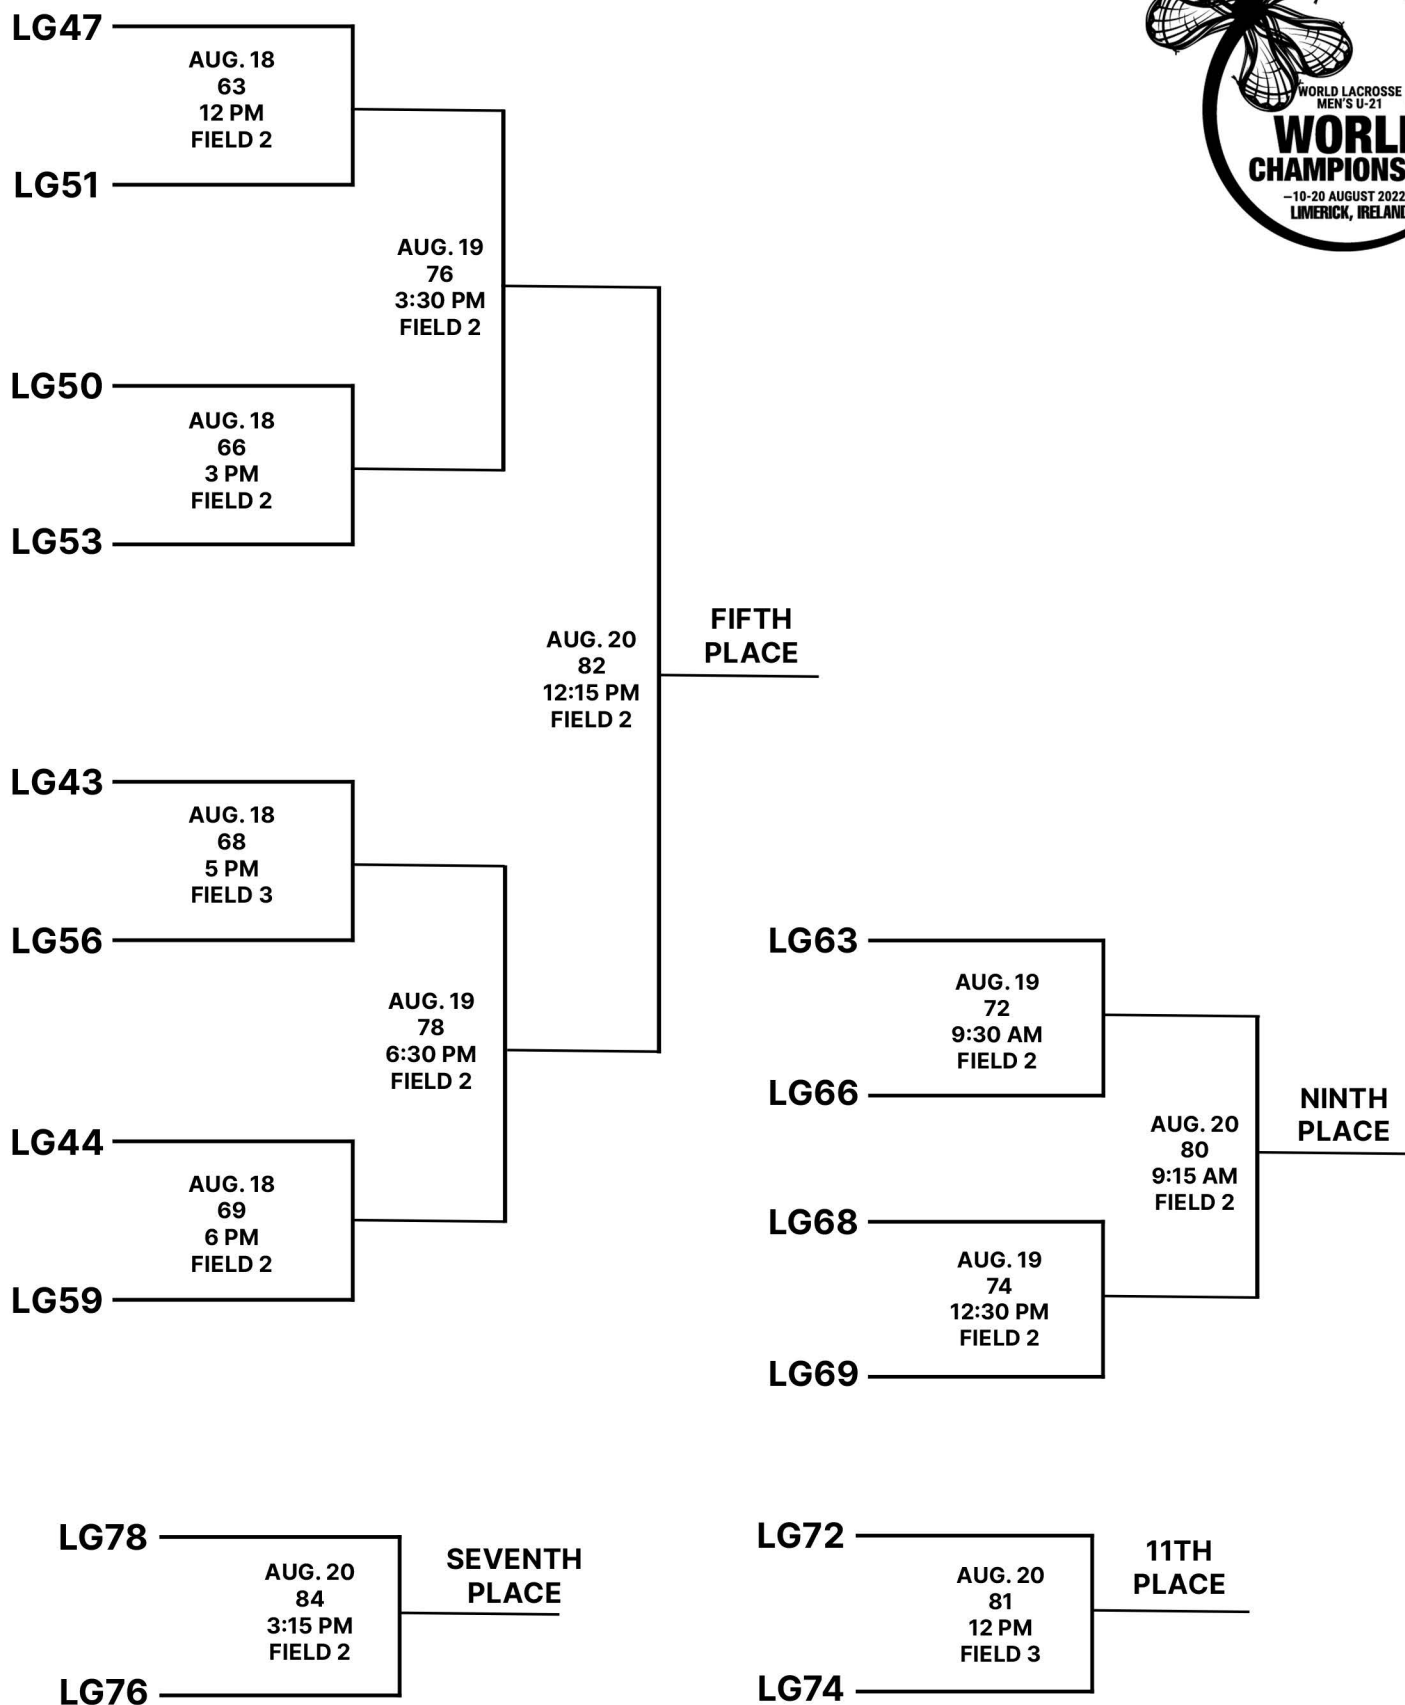 LG47
AUG. 18
63
12 PM
FIELD 2
LG51
AUG. 19
76
3:30 PM
FIELD 2
LG50
AUG. 18
66
3 PM
FIELD 2
LG53
AUG. 20
82
12:15 PM
FIELD 2
FIFTH
PLACE
LG43
AUG. 18
68
5 PM
FIELD 3
LG56
AUG. 19
78
6:30 PM
FIELD 2
LG44
AUG. 18
69
6 PM
FIELD 2
LG59
WORLD LACROSSE
MEN'S U-21
WORL
CHAMPIONS
–10-20 AUGUST 2022
LIMERICK, IRELAND
LG63
AUG. 19
72
9:30 AM
FIELD 2
LG66
AUG. 20
80
9:15 AM
FIELD 2
NINTH
PLACE
LG68
AUG. 19
74
12:30 PM
FIELD 2
LG69
LG78
AUG. 20
84
3:15 PM
FIELD 2
LG76
SEVENTH
PLACE
LG72
AUG. 20
81
12 PM
FIELD 3
LG74
11TH
PLACE